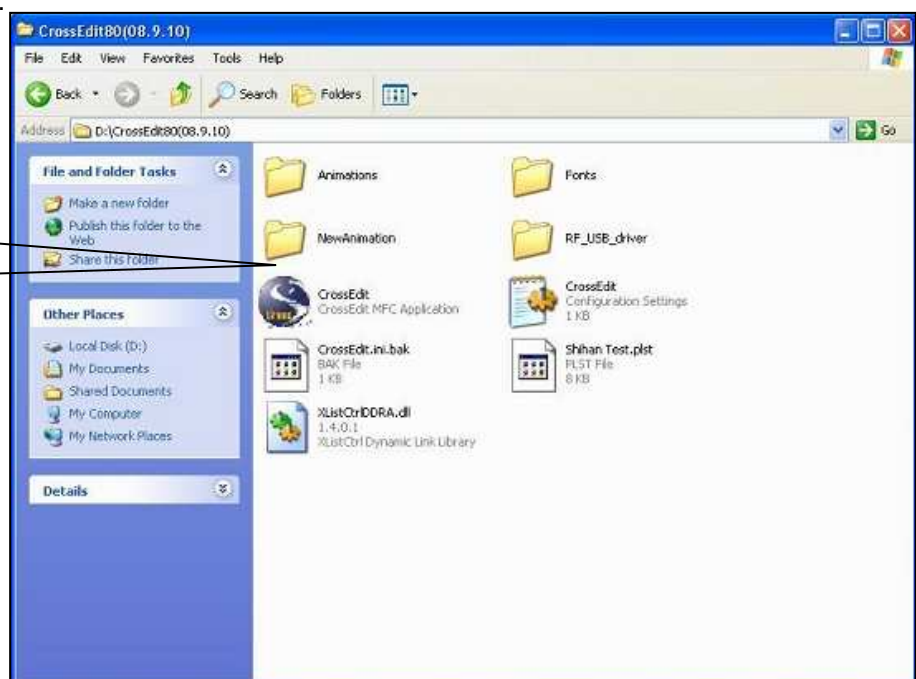 .
CrossEdit80(08.9.10)
File Edit View Favorites Tools Help
Back Search Folders
Address D:\CrossEdit80(08.9.10) Go
File and Folder Tasks
Make a new folder
Publish this folder to the
Web
Share this folder
Other Places
Local Disk (D:)
My Documents
Shared Documents
My Computer
My Network Places
Details
Animations
Fonts
NewAnimation
RF_USB_driver
CrossEdit
CrossEdit MFC Application
CrossEdit
Configuration Settings
1 KB
CrossEdit.ini.bak
BAK File
1 KB
Shihan Test.plst
PLST File
8 KB
XListCtrlDDRA.dll
1.4.0.1
XListCtrl Dynamic Link Library